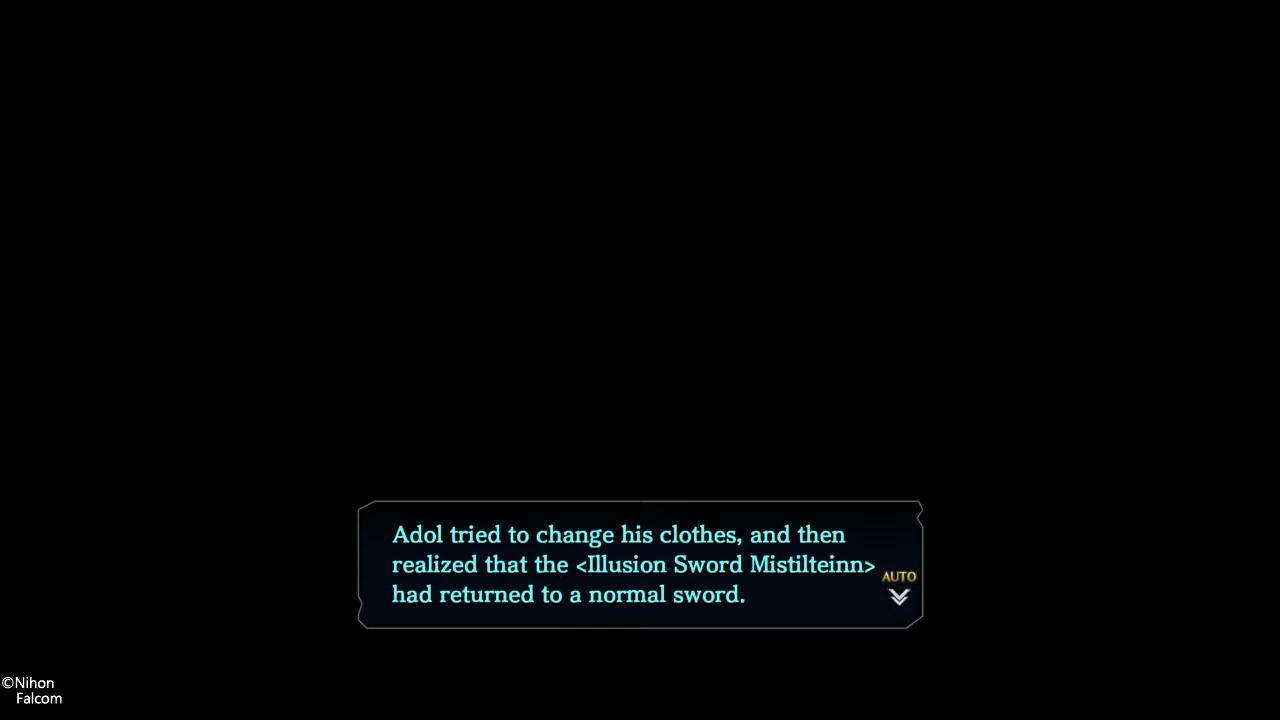 Adol tried to change his clothes, and then
realized that the <Illusion Sword Mistilteinn>
AUTO
had returned to a normal sword.
©Nihon
Falcom